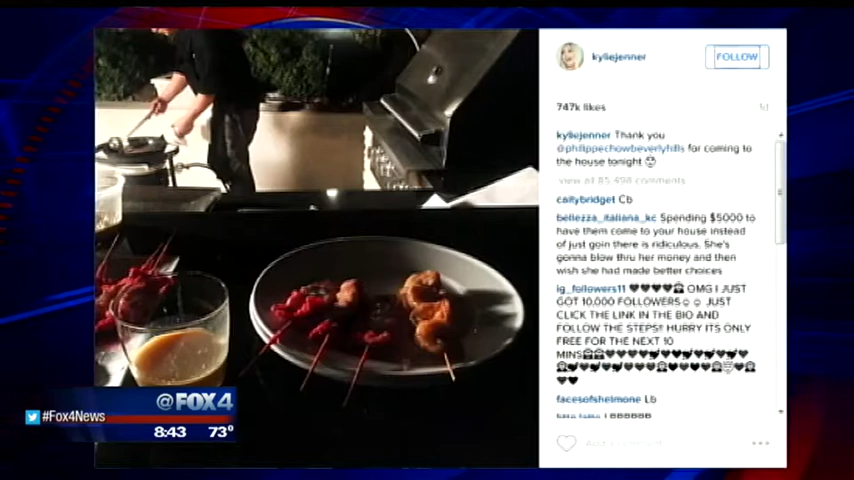 kyliejenner
FOLLOW
747k likes
kyliejenner Thank you
@philippechowbeverlyhills for coming to
the house tonight
view all 85,498 comments
caitybridget Cb
bellezza_italiana_kc Spending $5000 to
have them come to your house instead
of just goin there is ridiculous. She's
gonna blow thru her money and then
wish she had made better choices
ig_followers11 ♥♥♥♥ OMG I JUST
GOT 10,000 FOLLOWERS☺☺ JUST
CLICK THE LINK IN THE BIO AND
FOLLOW THE STEPS!! HURRY ITS ONLY
FREE FOR THE NEXT 10
MINS
facesofshelmone Lb
Add a comment
@FOX4
#Fox4News
8:43 73°